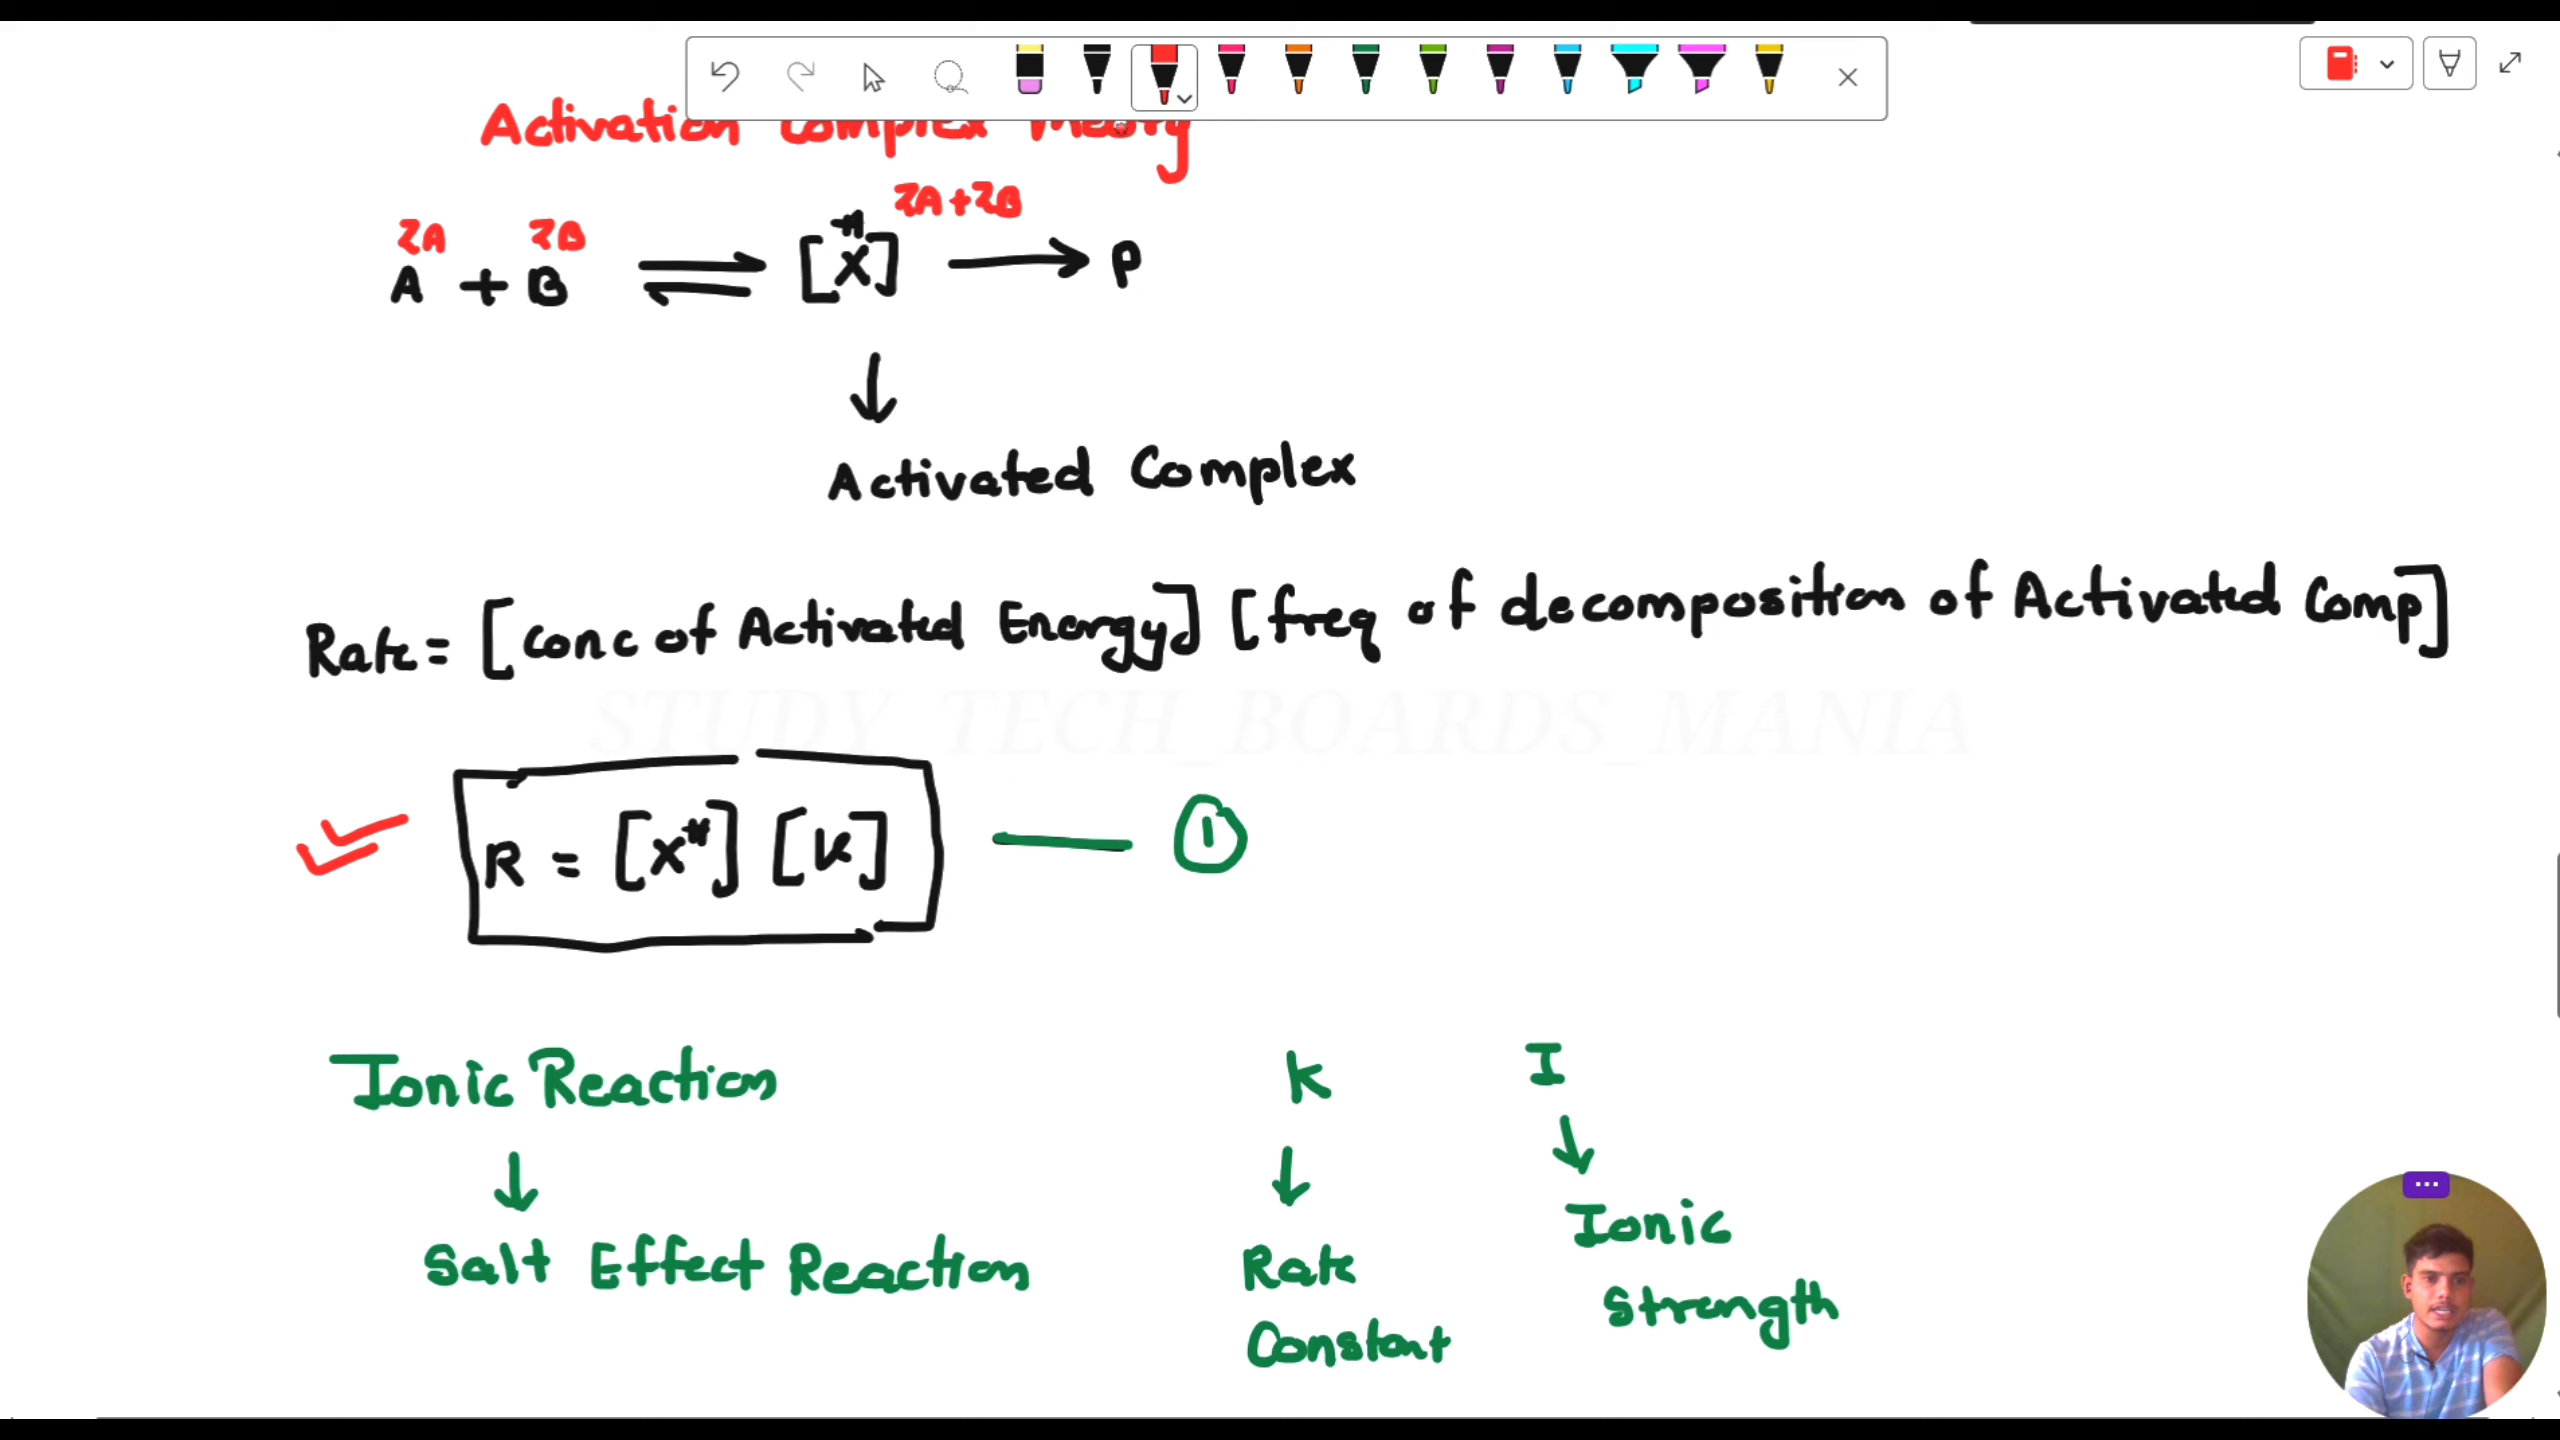 Activation Complex Theory
ZA ZB ZA+ZB
A + B ⇌ [X*] → P
↓
Activated Complex
Rate = [conc of Activated Energy] [freq of decomposition of Activated Comp]
STUDY_TECH_BOARDS_MANIA
R = [X*] [K] — ①
Ionic Reaction K I
↓ ↓ ↓
Salt Effect Reaction Rate Constant Ionic Strength